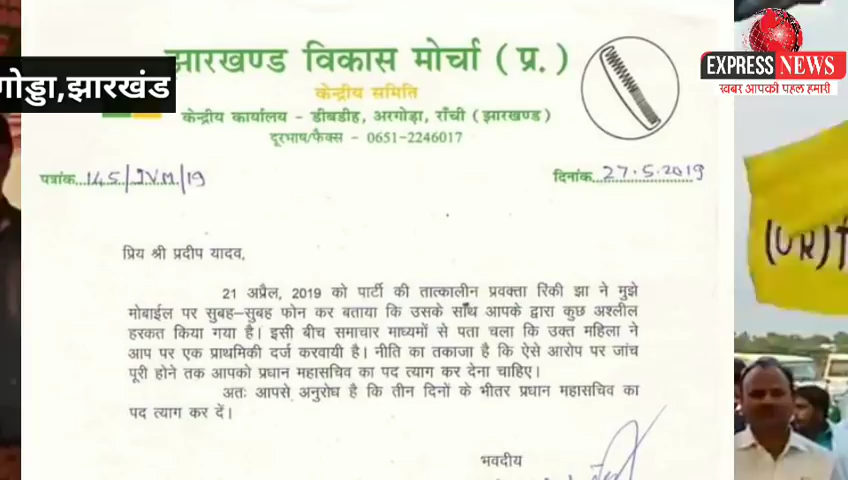 झारखण्ड विकास मोर्चा ( प्र. )
केन्द्रीय समिति
केन्द्रीय कार्यालय – डीबडीह, अरगोड़ा, राँची (झारखण्ड)
दूरभाष/फैक्स – 0651-2246017
पत्रांक...145/JVM/19
दिनांक...27.5.2019
प्रिय श्री प्रदीप यादव,
21 अप्रैल, 2019 को पार्टी की तात्कालीन प्रवक्ता रिंकी झा ने मुझे
मोबाईल पर सुबह–सुबह फोन कर बताया कि उसके साँथ आपके द्वारा कुछ अश्लील
हरकत किया गया है। इसी बीच समाचार माध्यमों से पता चला कि उक्त महिला ने
आप पर एक प्राथमिकी दर्ज करवायी है। नीति का तकाजा है कि ऐसे आरोप पर जांच
पूरी होने तक आपको प्रधान महासचिव का पद त्याग कर देना चाहिए।
अतः आपसे अनुरोध है कि तीन दिनों के भीतर प्रधान महासचिव का
पद त्याग कर दें।
भवदीय
गोड्डा,झारखंड
EXPRESS NEWS
खबर आपकी पहल हमारी